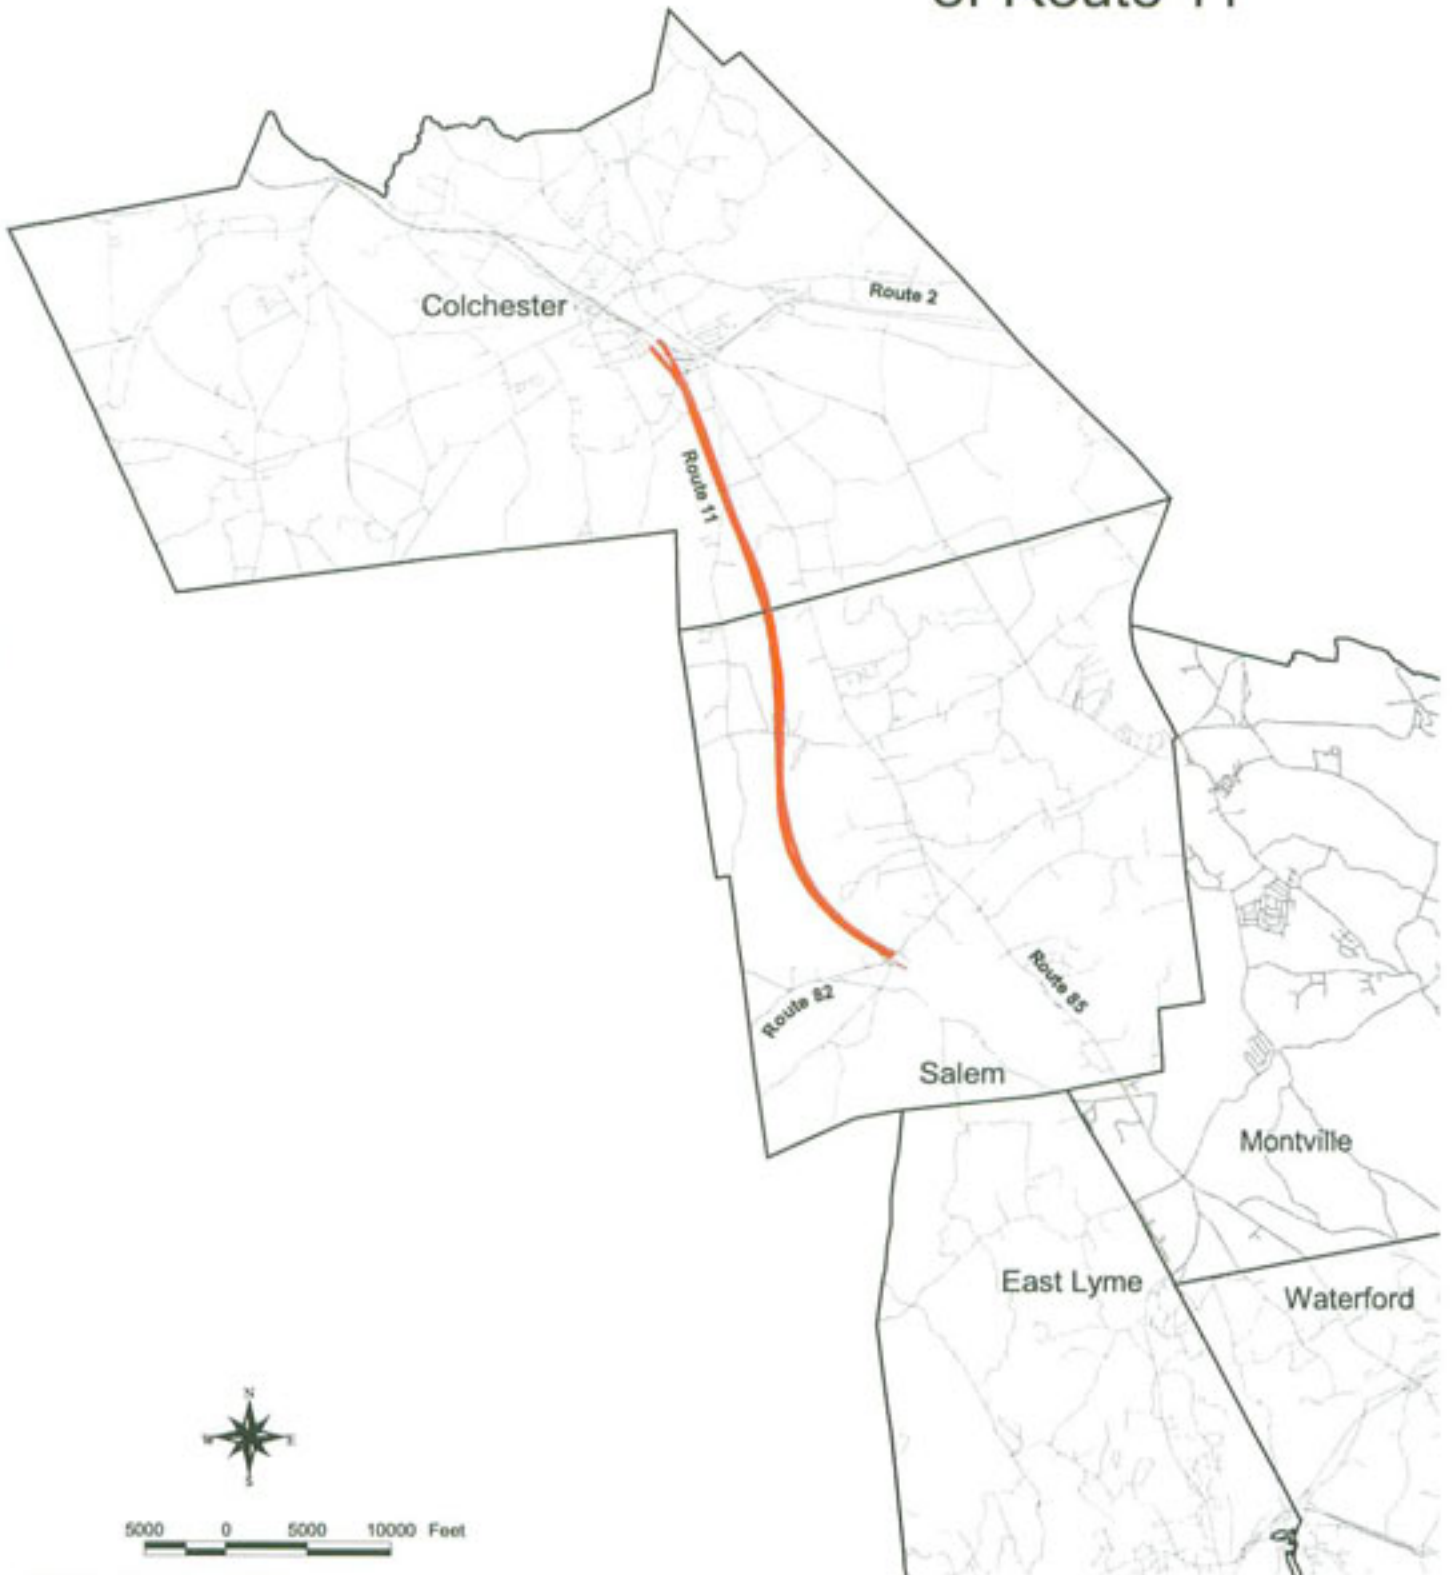 Route 2
Colchester
Route 11
Route 82
Route 85
Salem
Montville
East Lyme
Waterford
N
W E
S
5000 0 5000 10000 Feet